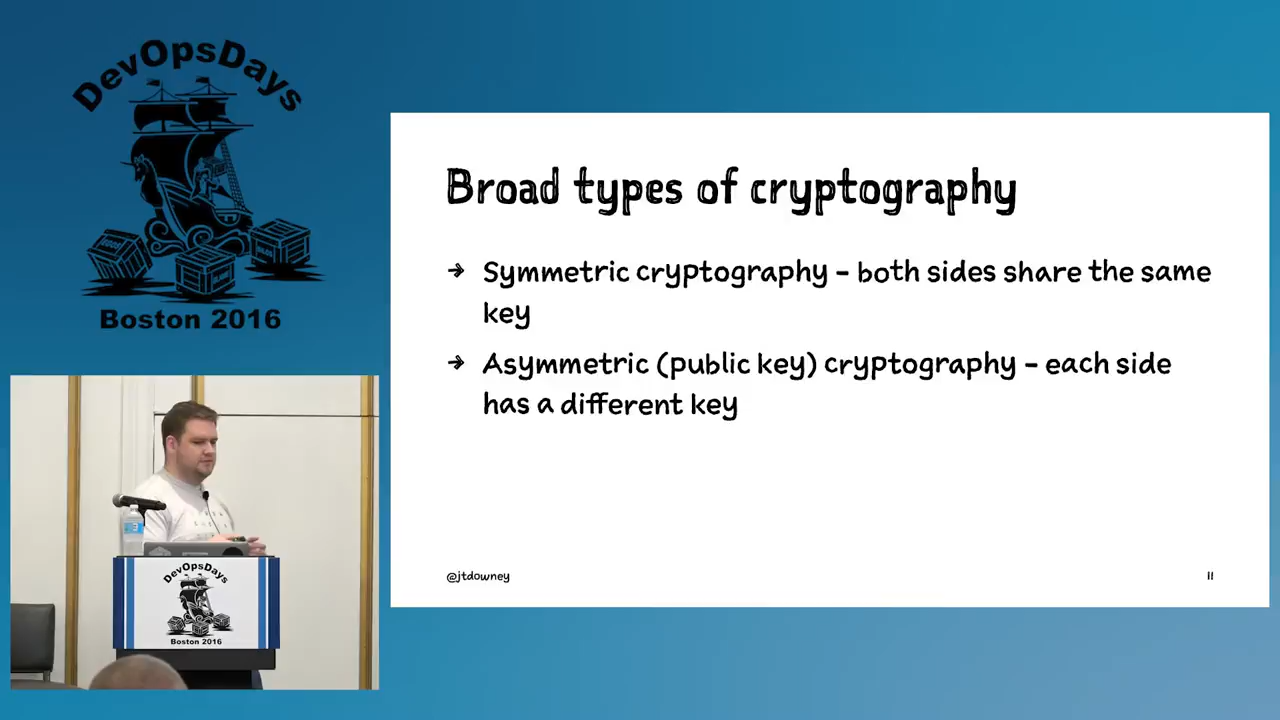 DevOpsDays
Boston 2016
Broad types of cryptography
→ Symmetric cryptography – both sides share the same
key
→ Asymmetric (public key) cryptography – each side
has a different key
@jtdowney
11
DevOpsDays
Boston 2016